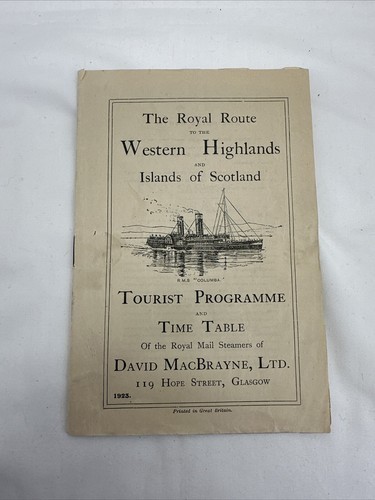 The Royal Route
TO THE
Western Highlands
AND
Islands of Scotland
R.M.S "COLUMBA."
TOURIST PROGRAMME
AND
TIME TABLE
Of the Royal Mail Steamers of
DAVID MACBRAYNE, LTD.
119 HOPE STREET, GLASGOW
1925.
Printed in Great Britain.